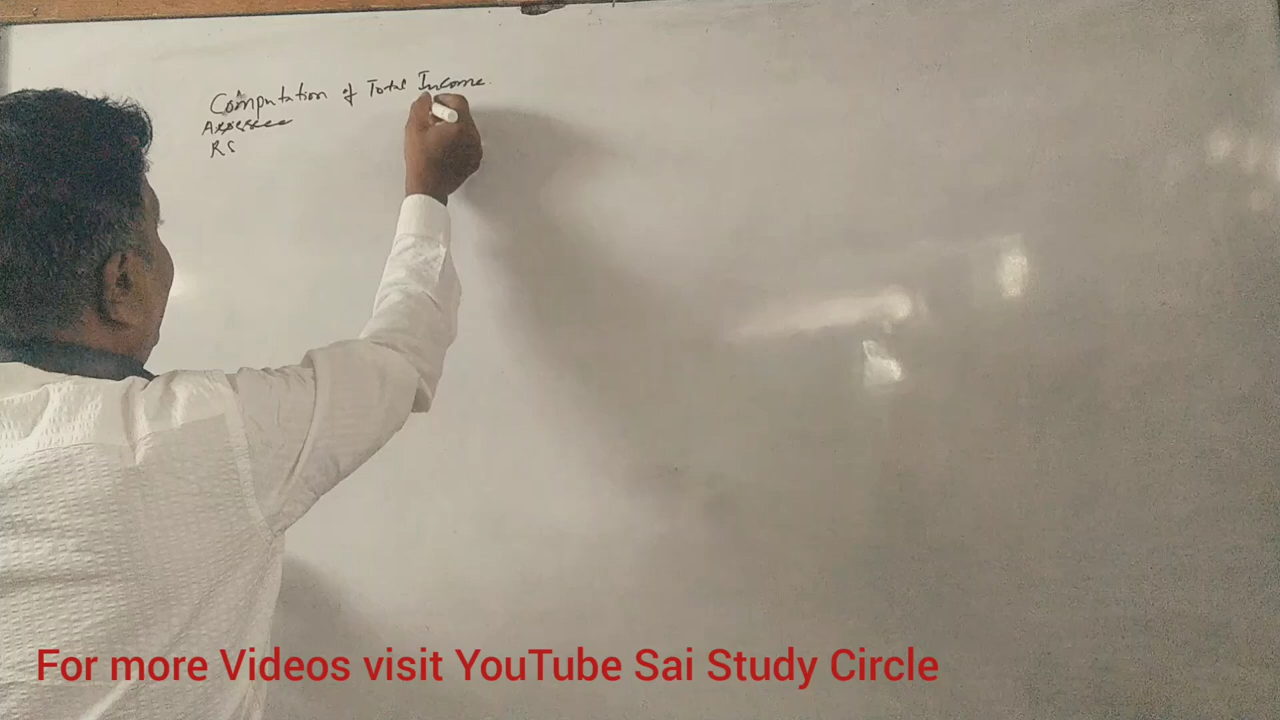 Computation of Total Income
Assessee
RS
For more Videos visit YouTube Sai Study Circle